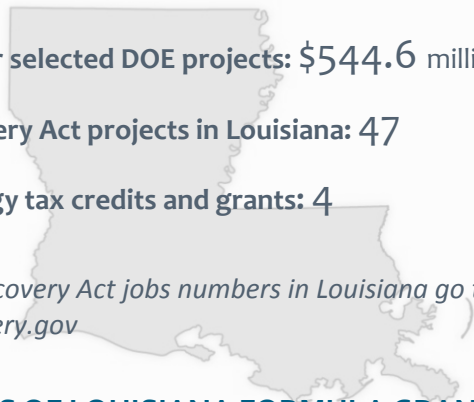 selected DOE projects: $544.6 milli
ery Act projects in Louisiana: 47
gy tax credits and grants: 4
covery Act jobs numbers in Louisiana go
ery.gov